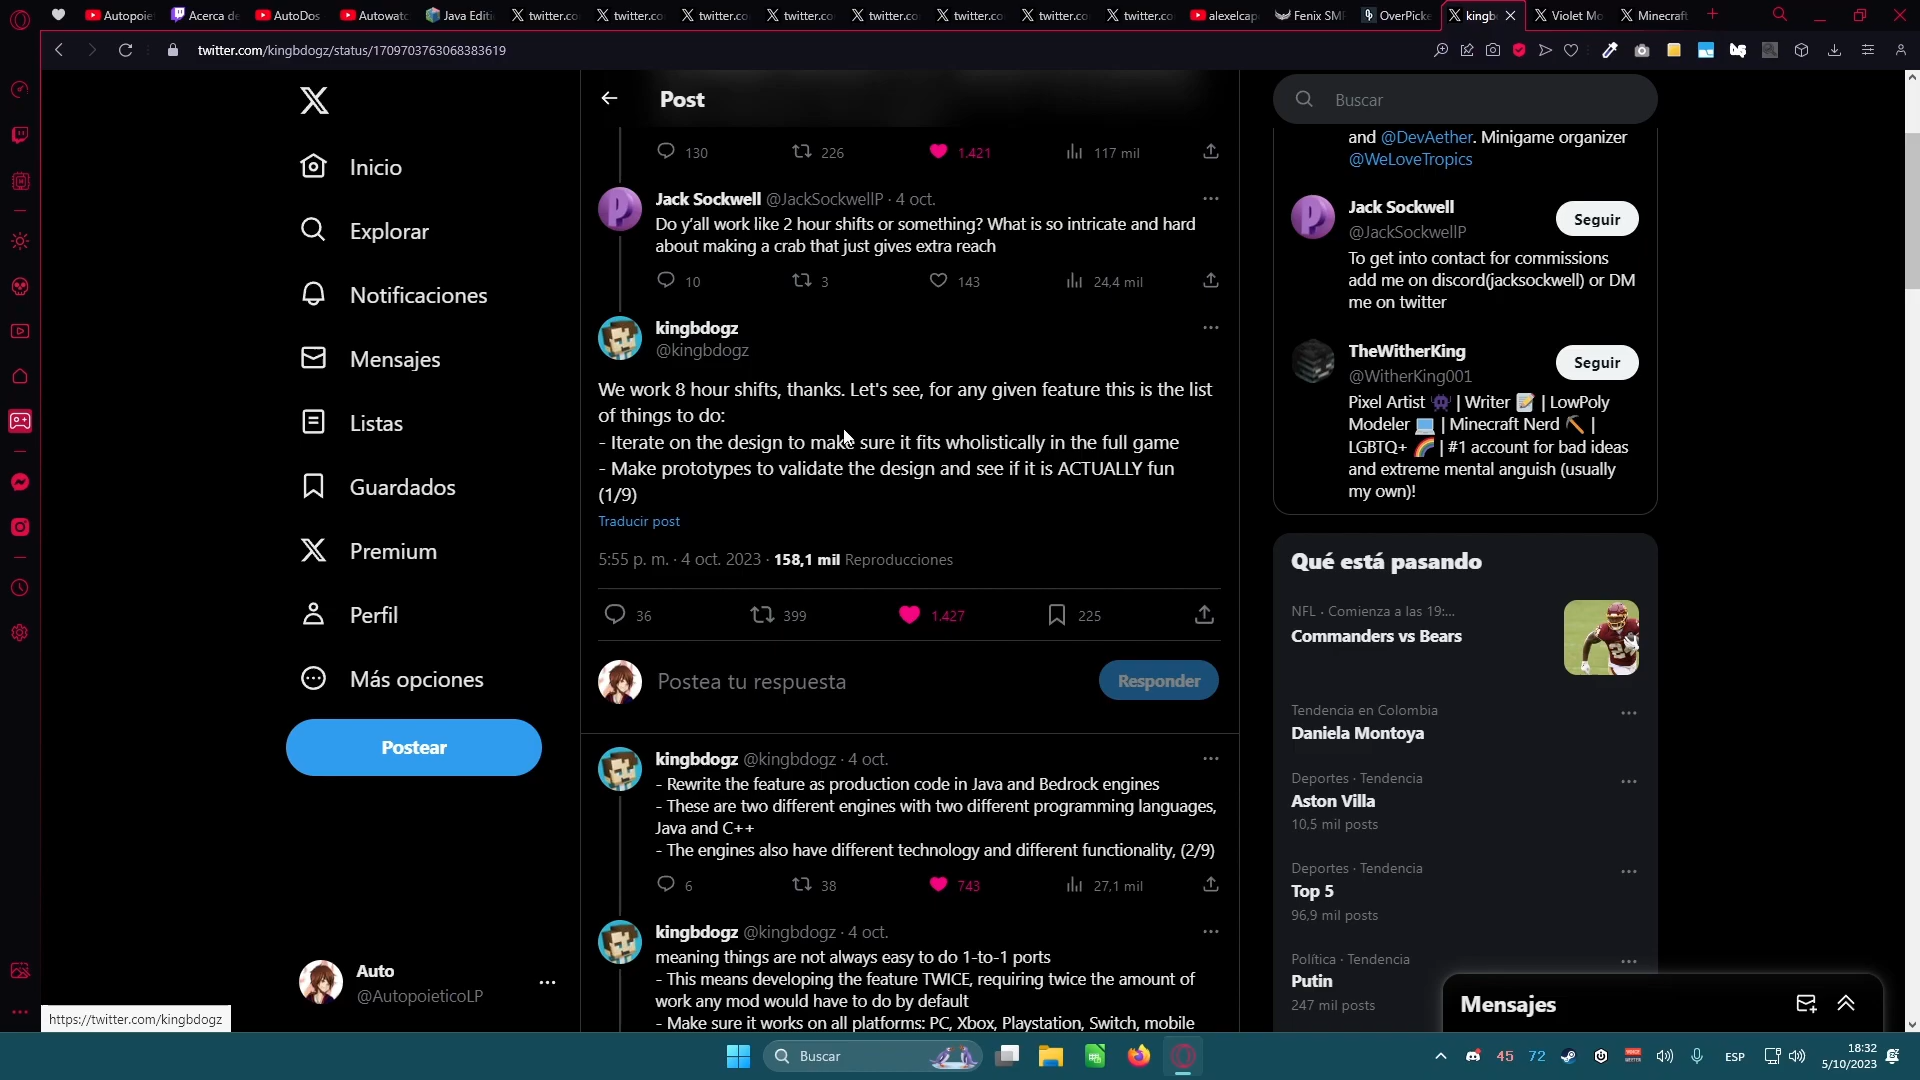 Autopoiet
Acerca de
AutoDos
Autowatc
Java Editi
twitter.co
twitter.co
twitter.co
twitter.co
twitter.co
twitter.co
twitter.co
twitter.co
alexelcap
Fenix SMP
OverPicke
kingb
Violet Mo
Minecraft
twitter.com/kingbdogz/status/1709703763068383619
Inicio
Explorar
Notificaciones
Mensajes
Listas
Guardados
Premium
Perfil
Más opciones
Postear
Auto
@AutopoieticoLP
https://twitter.com/kingbdogz
Post
130
226
1.421
117 mil
Jack Sockwell @JackSockwellP · 4 oct.
Do y'all work like 2 hour shifts or something? What is so intricate and hard
about making a crab that just gives extra reach
10
3
143
24,4 mil
kingbdogz
@kingbdogz
We work 8 hour shifts, thanks. Let's see, for any given feature this is the list
of things to do:
- Iterate on the design to make sure it fits wholistically in the full game
- Make prototypes to validate the design and see if it is ACTUALLY fun
(1/9)
Traducir post
5:55 p. m. · 4 oct. 2023 · 158,1 mil Reproducciones
36
399
1.427
225
Postea tu respuesta
Responder
kingbdogz @kingbdogz · 4 oct.
- Rewrite the feature as production code in Java and Bedrock engines
- These are two different engines with two different programming languages,
Java and C++
- The engines also have different technology and different functionality, (2/9)
6
38
743
27,1 mil
kingbdogz @kingbdogz · 4 oct.
meaning things are not always easy to do 1-to-1 ports
- This means developing the feature TWICE, requiring twice the amount of
work any mod would have to do by default
- Make sure it works on all platforms: PC, Xbox, Playstation, Switch, mobile
Buscar
and @DevAether. Minigame organizer
@WeLoveTropics
Jack Sockwell
@JackSockwellP
Seguir
To get into contact for commissions
add me on discord(jacksockwell) or DM
me on twitter
TheWitherKing
@WitherKing001
Seguir
Pixel Artist 👾 | Writer 📝 | LowPoly
Modeler 💻 | Minecraft Nerd ⛏️ |
LGBTQ+ 🏳️‍🌈 | #1 account for bad ideas
and extreme mental anguish (usually
my own)!
Qué está pasando
NFL · Comienza a las 19:...
Commanders vs Bears
Tendencia en Colombia
Daniela Montoya
Deportes · Tendencia
Aston Villa
10,5 mil posts
Deportes · Tendencia
Top 5
96,9 mil posts
Política · Tendencia
Putin
247 mil posts
Mensajes
Buscar
45
72
ESP
18:32
5/10/2023